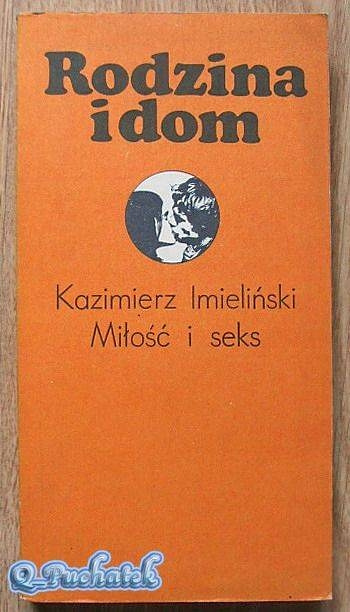 Rodzina
i dom
Kazimierz Imieliński
Miłość i seks
Q_Puchatek